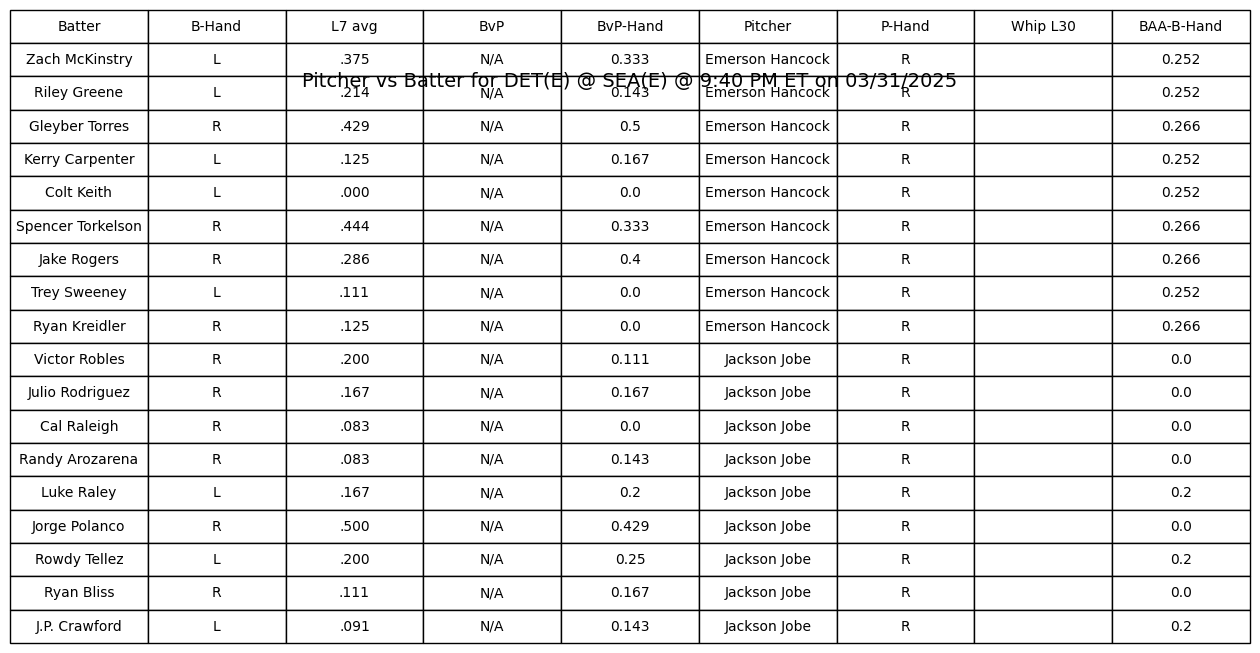 Batter B-Hand L7 avg BvP BvP-Hand Pitcher P-Hand Whip L30 BAA-B-Hand
Zach McKinstry L .375 N/A 0.333 Emerson Hancock R 0.252
Pitcher vs Batter for DET(E) @ SEA(E) @ 9:40 PM ET on 03/31/2025
Riley Greene L .214 N/A 0.143 Emerson Hancock R 0.252
Gleyber Torres R .429 N/A 0.5 Emerson Hancock R 0.266
Kerry Carpenter L .125 N/A 0.167 Emerson Hancock R 0.252
Colt Keith L .000 N/A 0.0 Emerson Hancock R 0.252
Spencer Torkelson R .444 N/A 0.333 Emerson Hancock R 0.266
Jake Rogers R .286 N/A 0.4 Emerson Hancock R 0.266
Trey Sweeney L .111 N/A 0.0 Emerson Hancock R 0.252
Ryan Kreidler R .125 N/A 0.0 Emerson Hancock R 0.266
Victor Robles R .200 N/A 0.111 Jackson Jobe R 0.0
Julio Rodriguez R .167 N/A 0.167 Jackson Jobe R 0.0
Cal Raleigh R .083 N/A 0.0 Jackson Jobe R 0.0
Randy Arozarena R .083 N/A 0.143 Jackson Jobe R 0.0
Luke Raley L .167 N/A 0.2 Jackson Jobe R 0.2
Jorge Polanco R .500 N/A 0.429 Jackson Jobe R 0.0
Rowdy Tellez L .200 N/A 0.25 Jackson Jobe R 0.2
Ryan Bliss R .111 N/A 0.167 Jackson Jobe R 0.0
J.P. Crawford L .091 N/A 0.143 Jackson Jobe R 0.2